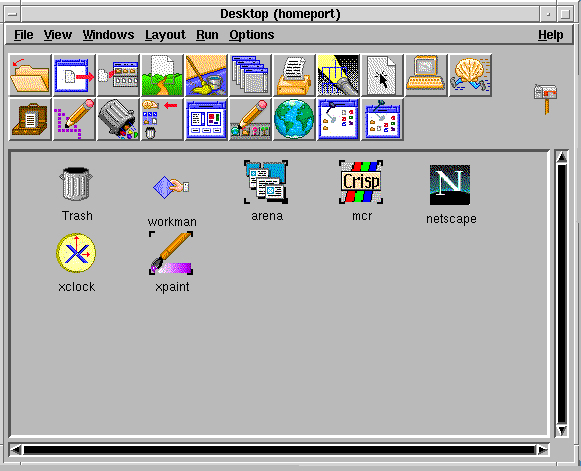 Desktop (homeport)
File View Windows Layout Run Options Help
Trash
workman
arena
Crisp
mcr
N
netscape
xclock
xpaint